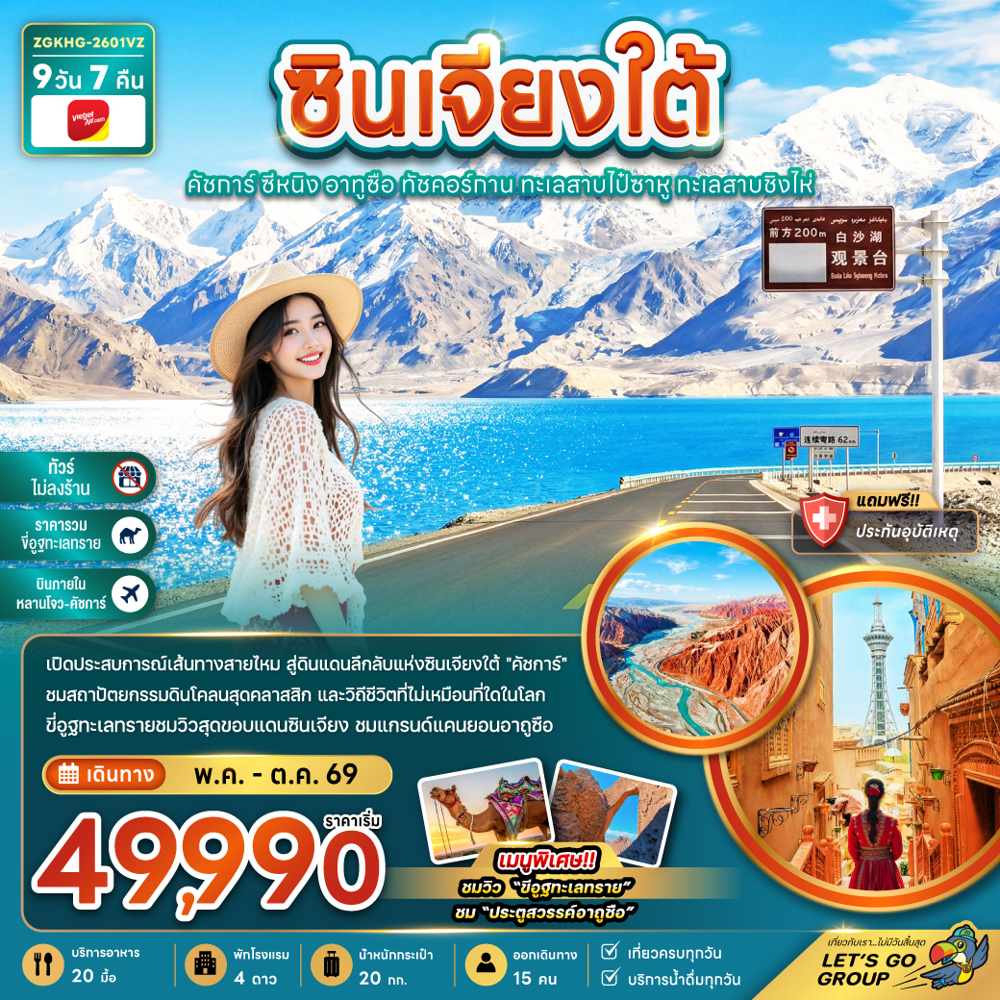 ZGKHG-2601VZ
9 วัน 7 คืน
vietjet Air.com
ซินเจียงใต้
คัชการ์ ซีหนิง อาทูซือ ทัชคอร์กาน ทะเลสาบไป๋ซาหู ทะเลสาบชิงไห่
前方200m 白沙湖
观景台
连续弯路 62
ทัวร์
ไม่ลงร้าน
ราคารวม
ขี่อูฐทะเลทราย
บินภายใน
หลานโจว-คัชการ์
แถมฟรี!!
ประกันอุบัติเหตุ
เปิดประสบการณ์เส้นทางสายไหม สู่ดินแดนลึกลับแห่งซินเจียงใต้ "คัชการ์"
ชมสถาปัตยกรรมดินโคลนสุดคลาสสิก และวิถีชีวิตที่ไม่เหมือนที่ใดในโลก
ขี่อูฐทะเลทรายชมวิวสุดขอบแดนซินเจียง ชมแกรนด์แคนยอนอาถูซือ
เดินทาง พ.ค. - ต.ค. 69
ราคาเริ่ม
49,990
เมนูพิเศษ!!
ชมวิว "ขี่อูฐทะเลทราย"
ชม "ประตูสวรรค์อาถูซือ"
บริการอาหาร
20 มื้อ
พักโรงแรม
4 ดาว
น้ำหนักกระเป๋า
20 กก.
ออกเดินทาง
15 คน
เที่ยวครบทุกวัน
บริการน้ำดื่มทุกวัน
เที่ยวกับเรา...ไม่มีวันสิ้นสุด
LET'S GO
GROUP